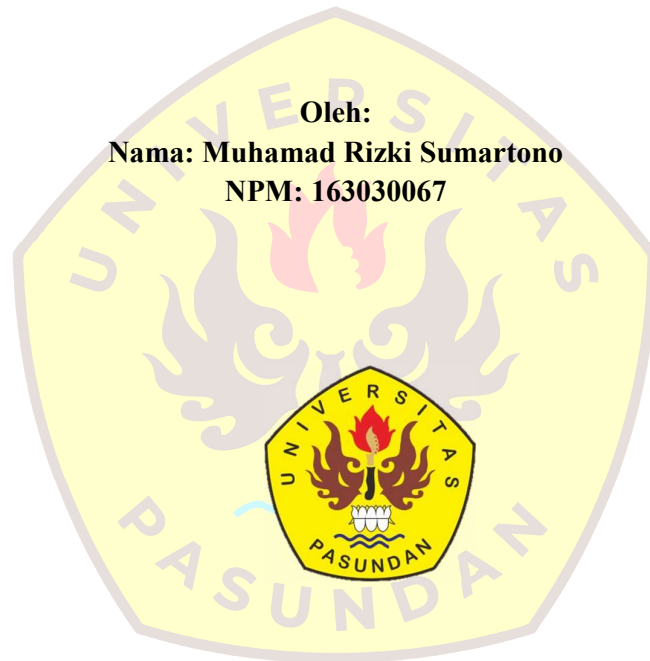 Oleh:
Nama: Muhamad Rizki Sumartono
NPM: 163030067
UNIVERSITAS
PASUNDAN
UNIVERSITAS
PASUNDAN